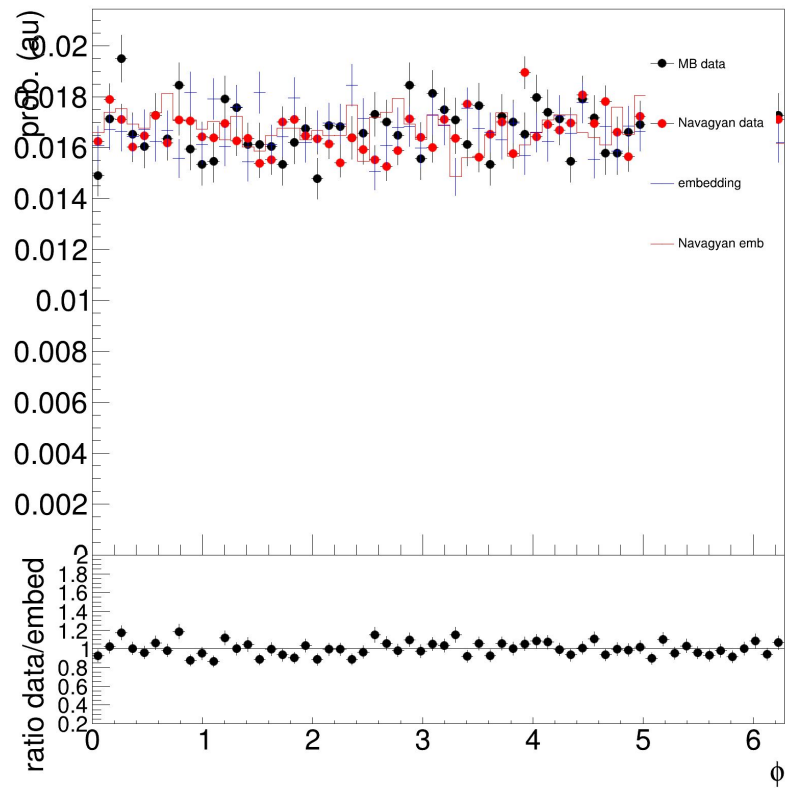 prob. (au)
0.02
0.018
0.016
0.014
0.012
0.01
0.008
0.006
0.004
0.002
0
MB data
Navagyan data
embedding
Navagyan emb
ratio data/embed
2
1.8
1.6
1.4
1.2
1
0.8
0.6
0.4
0.2
0 1 2 3 4 5 6
ϕ